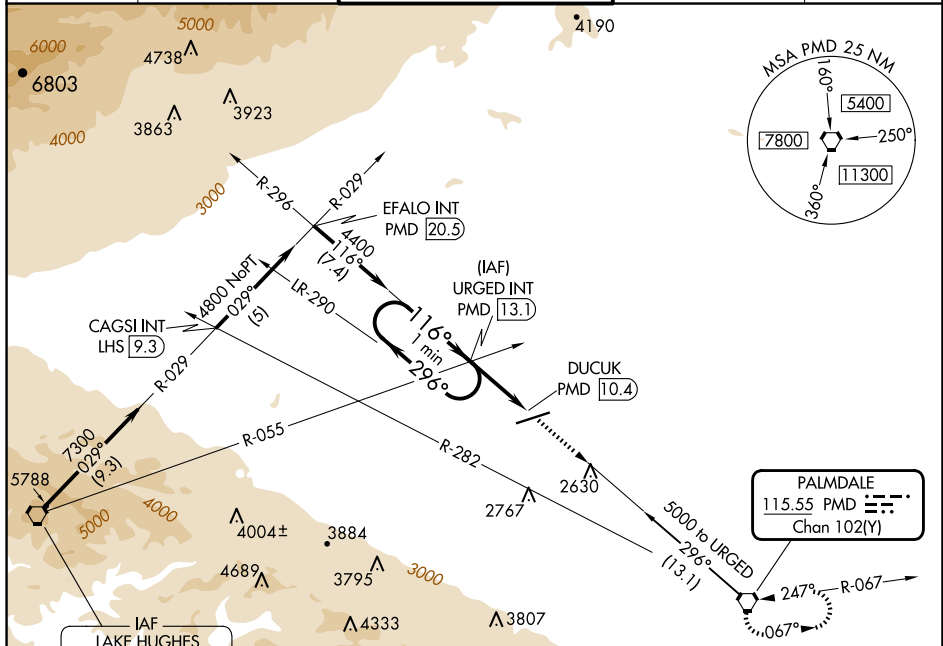 5000
4190
6000
4738
6803
3923
3863
4000
3000
MSA PMD 25 NM
160°
5400
7800
250°
11300
360°
R-296
R-029
EFALO INT
PMD 20.5
4400
116°
(7.4)
(IAF)
URGED INT
PMD 13.1
4800 NoPT
029°
(5)
LR-290
CAGSI INT
LHS 9.3
116°
1 min
296°
DUCUK
PMD 10.4
R-029
R-055
R-282
7300
029°
(9.3)
5788
5000
4000
2630
2767
4004±
3884
4689
3795
3000
5000 to URGED
296°
(13.1)
PALMDALE
115.55 PMD
Chan 102(Y)
247°
R-067
067°
4333
3807
IAF
LAKE HUGHES